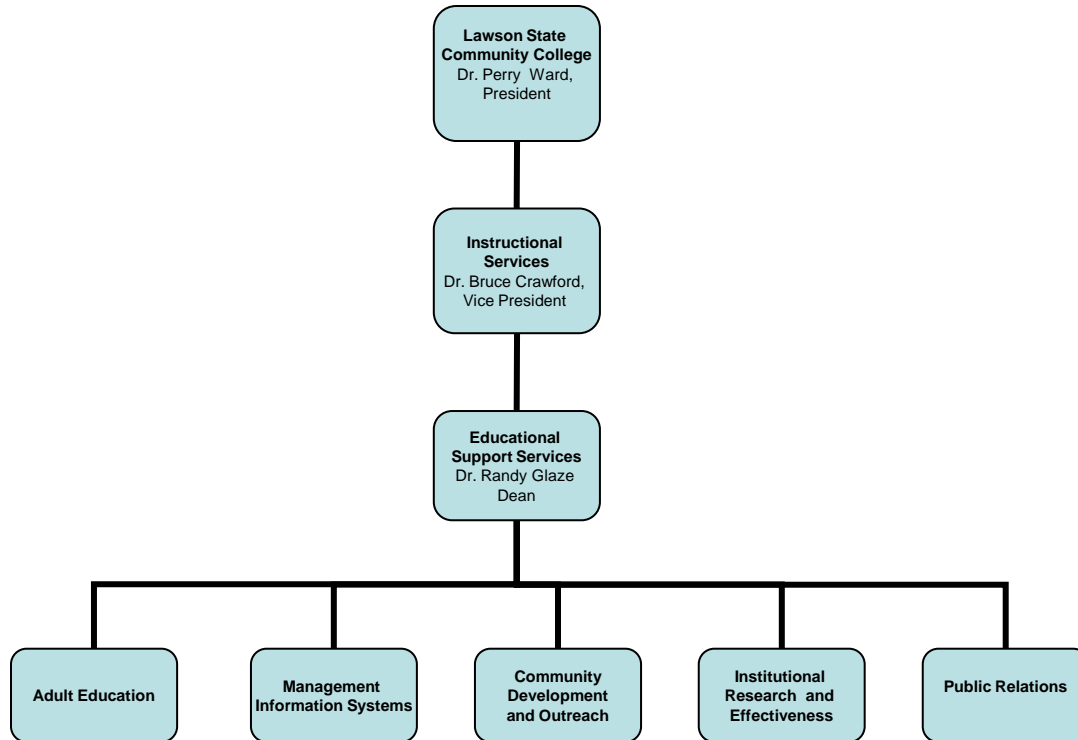 Lawson State
Community College
Dr. Perry Ward,
President
Instructional
Services
Dr. Bruce Crawford,
Vice President
Educational
Support Services
Dr. Randy Glaze
Dean
Adult Education
Management
Information Systems
Community
Development
and Outreach
Institutional
Research and
Effectiveness
Public Relations